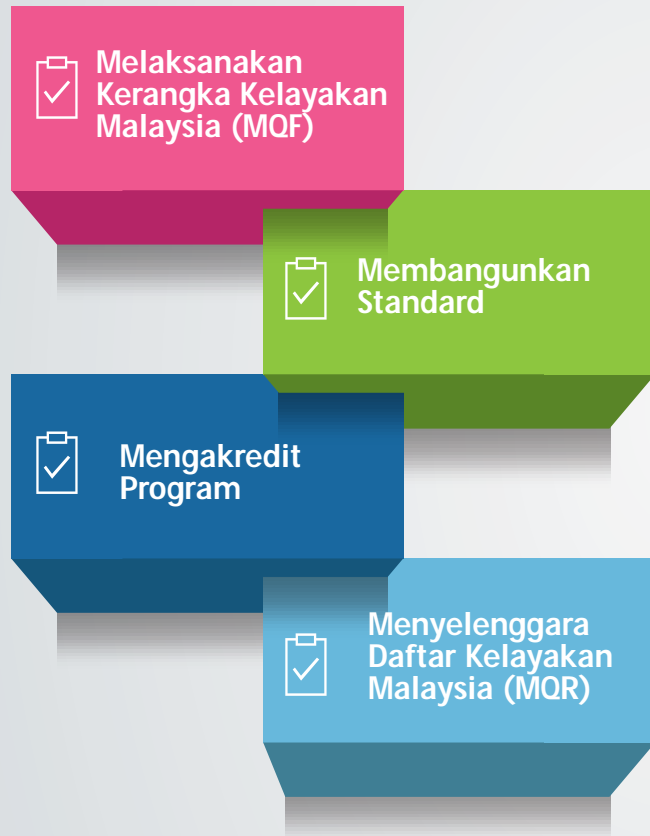 Melaksanakan
Kerangka Kelayakan
Malaysia (MQF)
Membangunkan
Standard
Mengakredit
Program
Menyelenggara
Daftar Kelayakan
Malaysia (MQR)